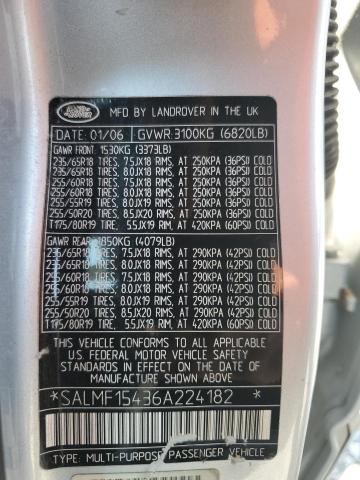 LAND ROVER
MFD BY LANDROVER IN THE UK
DATE: 01/06 GVWR:3100KG (6820LB)
GAWR FRONT: 1530KG (3373LB)
235/65R18 TIRES, 7.5JX18 RIMS, AT 250KPA (36PSI) COLD
235/65R18 TIRES, 8.0JX18 RIMS, AT 250KPA (36PSI) COLD
255/60R18 TIRES, 7.5JX18 RIMS, AT 250KPA (36PSI) COLD
255/60R18 TIRES, 8.0JX18 RIMS, AT 250KPA (36PSI) COLD
255/55R19 TIRES, 8.0JX19 RIMS, AT 250KPA (36PSI) COLD
255/50R20 TIRES, 8.5JX20 RIMS, AT 250KPA (36PSI) COLD
T175/80R19 TIRE, 5.5JX19 RIM, AT 420KPA (60PSI) COLD
GAWR REAR: 1850KG (4079LB)
235/65R18 TIRES, 7.5JX18 RIMS, AT 290KPA (42PSI) COLD
235/65R18 TIRES, 8.0JX18 RIMS, AT 290KPA (42PSI) COLD
255/60R18 TIRES, 7.5JX18 RIMS, AT 290KPA (42PSI) COLD
255/60R18 TIRES, 8.0JX18 RIMS, AT 290KPA (42PSI) COLD
255/55R19 TIRES, 8.0JX19 RIMS, AT 290KPA (42PSI) COLD
255/50R20 TIRES, 8.5JX20 RIMS, AT 290KPA (42PSI) COLD
T175/80R19 TIRE, 5.5JX19 RIM, AT 420KPA (60PSI) COLD
THIS VEHICLE CONFORMS TO ALL APPLICABLE
U.S. FEDERAL MOTOR VEHICLE SAFETY
STANDARDS IN EFFECT ON THE DATE OF
MANUFACTURE SHOWN ABOVE
*SALMF15436A224182 *
TYPE: MULTI-PURPOSE PASSENGER VEHICLE